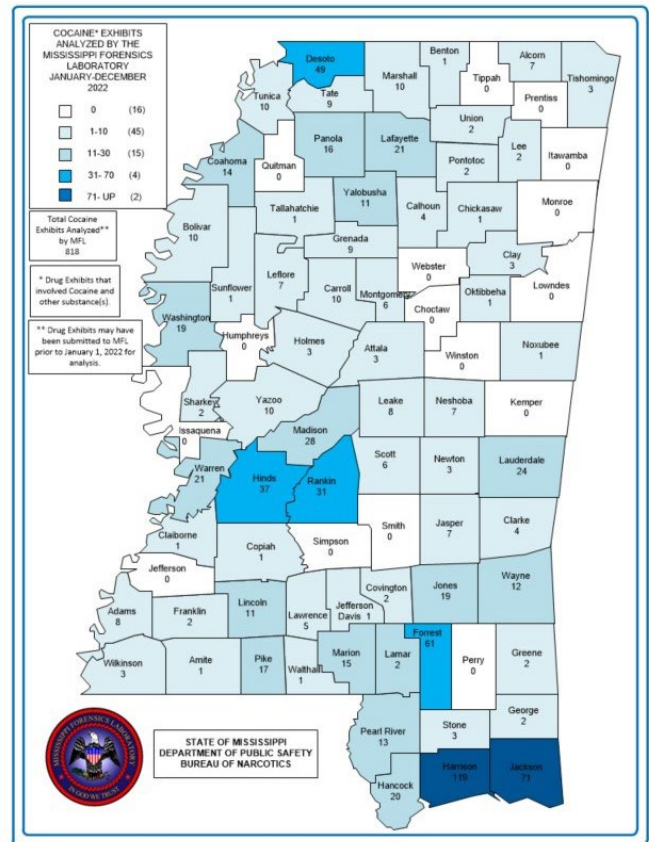 COCAINE* EXHIBITS
ANALYZED BY THE
MISSISSIPPI FORENSICS
LABORATORY
JANUARY-DECEMBER
2022
0 (16)
1-10 (45)
11-30 (15)
31- 70 (4)
71- UP (2)
Total Cocaine
Exhibits Analyzed**
by MFL
818
* Drug Exhibits that
involved Cocaine and
other substance(s).
** Drug Exhibits may have
been submitted to MFL
prior to January 1, 2022 for
analysis.
Desoto
49
Benton
1
Alcorn
7
Marshall
10
Tippah
0
Tishomingo
3
Tunica
10
Tate
9
Prentiss
0
Union
2
Panola
16
Lafayette
21
Lee
2
Itawamba
0
Coahoma
14
Quitman
0
Pontotoc
2
Yalobusha
11
Calhoun
4
Chickasaw
1
Monroe
0
Tallahatchie
1
Bolivar
10
Grenada
9
Clay
3
Webster
0
Sunflower
1
Leflore
7
Carroll
10
Montgomery
6
Oktibbeha
1
Lowndes
0
Choctaw
0
Washington
19
Humphreys
0
Holmes
3
Attala
3
Winston
0
Noxubee
1
Sharkey
2
Yazoo
10
Leake
8
Neshoba
7
Kemper
0
Issaquena
0
Madison
28
Warren
21
Hinds
37
Rankin
31
Scott
6
Newton
3
Lauderdale
24
Claiborne
1
Copiah
1
Simpson
0
Smith
0
Jasper
7
Clarke
4
Jefferson
0
Adams
8
Franklin
2
Lincoln
11
Lawrence
5
Jefferson
Davis 1
Covington
2
Jones
19
Wayne
12
Wilkinson
3
Amite
1
Pike
17
Walthall
1
Marion
15
Lamar
2
Forrest
61
Perry
0
Greene
2
Pearl River
13
Stone
3
George
2
Hancock
20
Harrison
119
Jackson
71
MISSISSIPPI FORENSICS LABORATORY
IN GOD WE TRUST
STATE OF MISSISSIPPI
DEPARTMENT OF PUBLIC SAFETY
BUREAU OF NARCOTICS